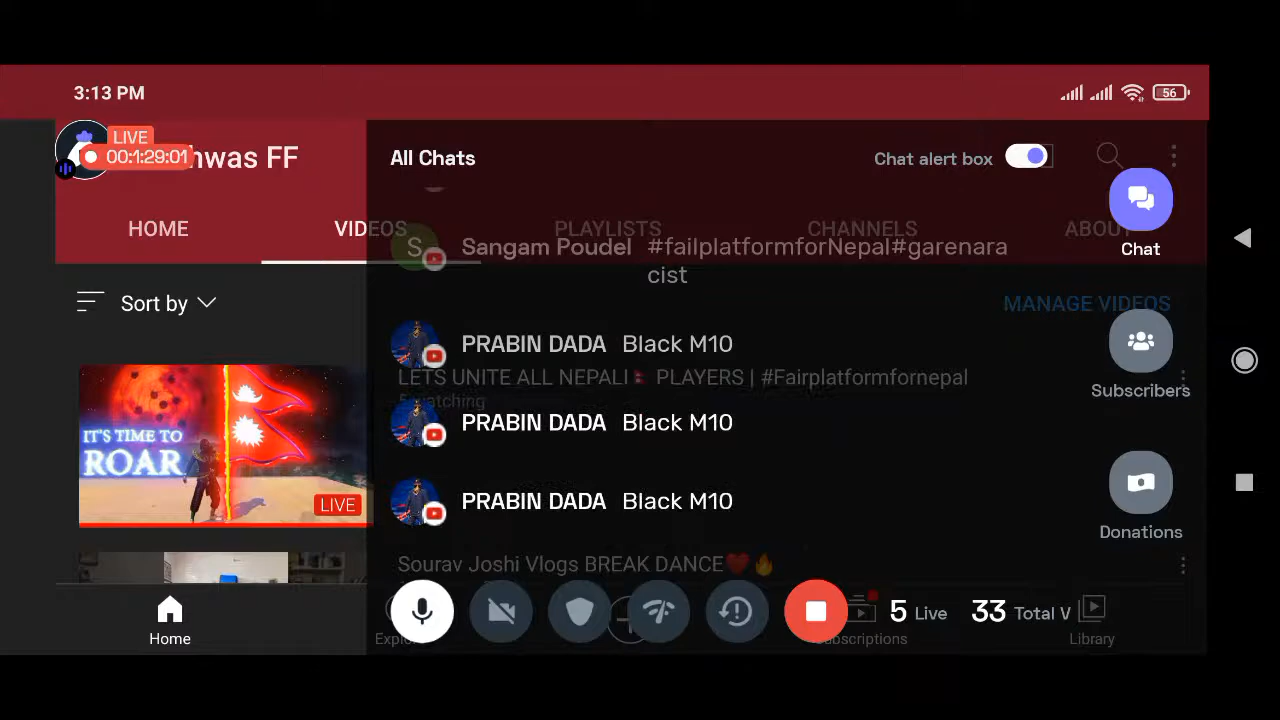 3:13 PM
56
LIVE
00:1:29:01
hwas FF
All Chats
Chat alert box
HOME
VIDEOS
PLAYLISTS
CHANNELS
ABOUT
Chat
S
Sangam Poudel #failplatformforNepal#garenara
cist
Sort by
MANAGE VIDEOS
PRABIN DADA Black M10
LETS UNITE ALL NEPALI🇳🇵 PLAYERS | #Fairplatformfornepal
5 watching
Subscribers
PRABIN DADA Black M10
IT'S TIME TO
ROAR
LIVE
PRABIN DADA Black M10
Donations
Sourav Joshi Vlogs BREAK DANCE❤️🔥
5 Live
33 Total V
Home
Library